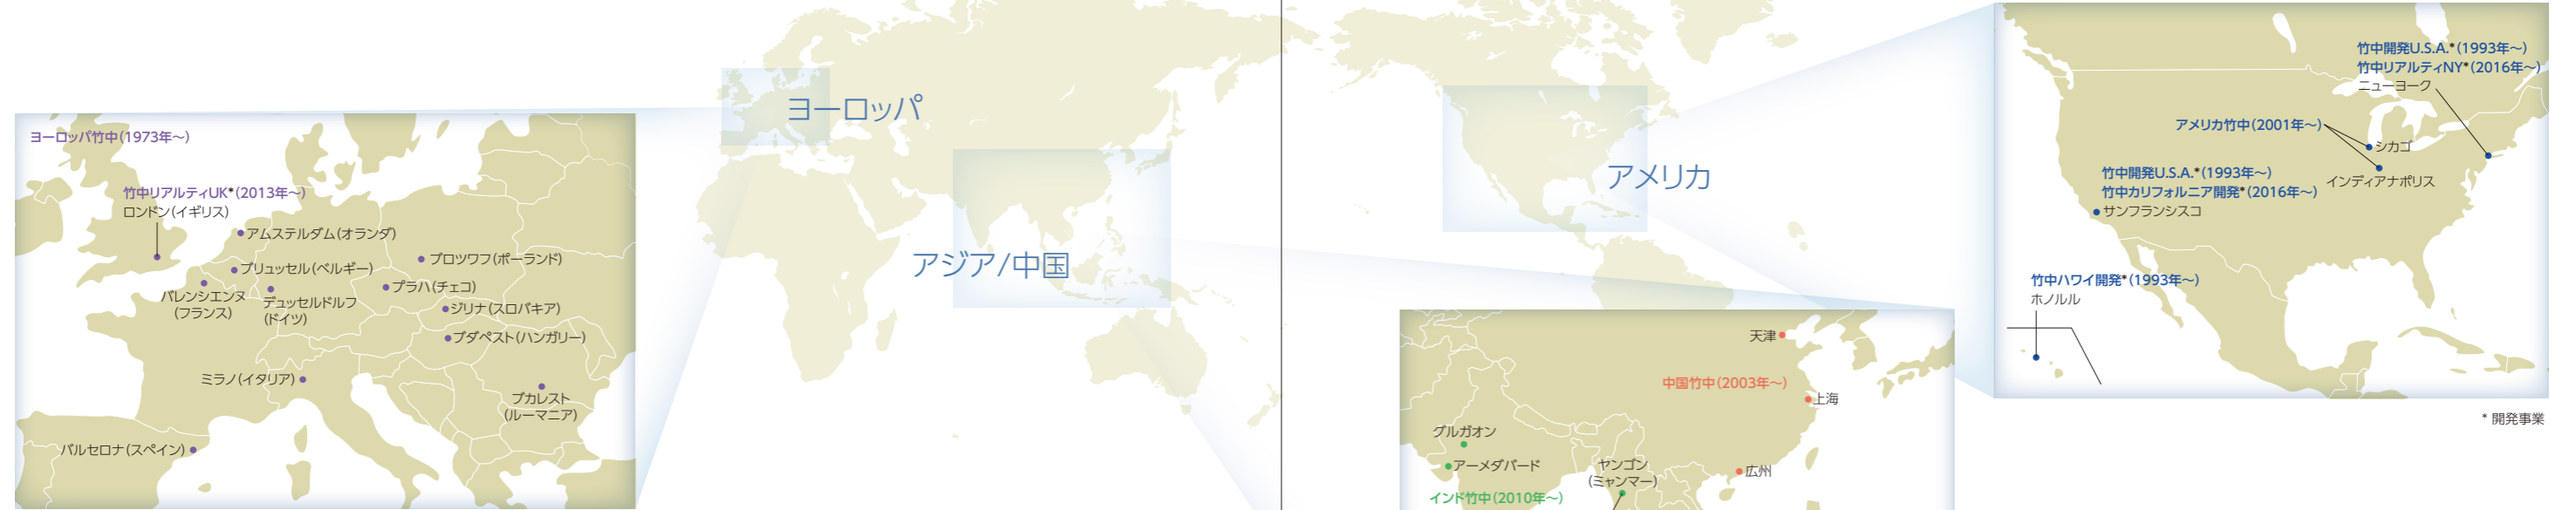 ヨーロッパ
アジア/中国
アメリカ
ヨーロッパ竹中（1973年～）
竹中リアルティUK*（2013年～）
ロンドン（イギリス）
アムステルダム（オランダ）
ブロツワフ（ポーランド）
ブリュッセル（ベルギー）
プラハ（チェコ）
バレンシエンヌ
（フランス）
デュッセルドルフ
（ドイツ）
ジリナ（スロバキア）
ブダペスト（ハンガリー）
ミラノ（イタリア）
ブカレスト
（ルーマニア）
バルセロナ（スペイン）
天津
中国竹中（2003年～）
上海
グルガオン
アーメダバード
ヤンゴン
（ミャンマー）
広州
インド竹中（2010年～）
竹中開発U.S.A.*（1993年～）
竹中リアルティNY*（2016年～）
ニューヨーク
アメリカ竹中（2001年～）
シカゴ
インディアナポリス
竹中開発U.S.A.*（1993年～）
竹中カリフォルニア開発*（2016年～）
サンフランシスコ
竹中ハワイ開発*（1993年～）
ホノルル
* 開発事業